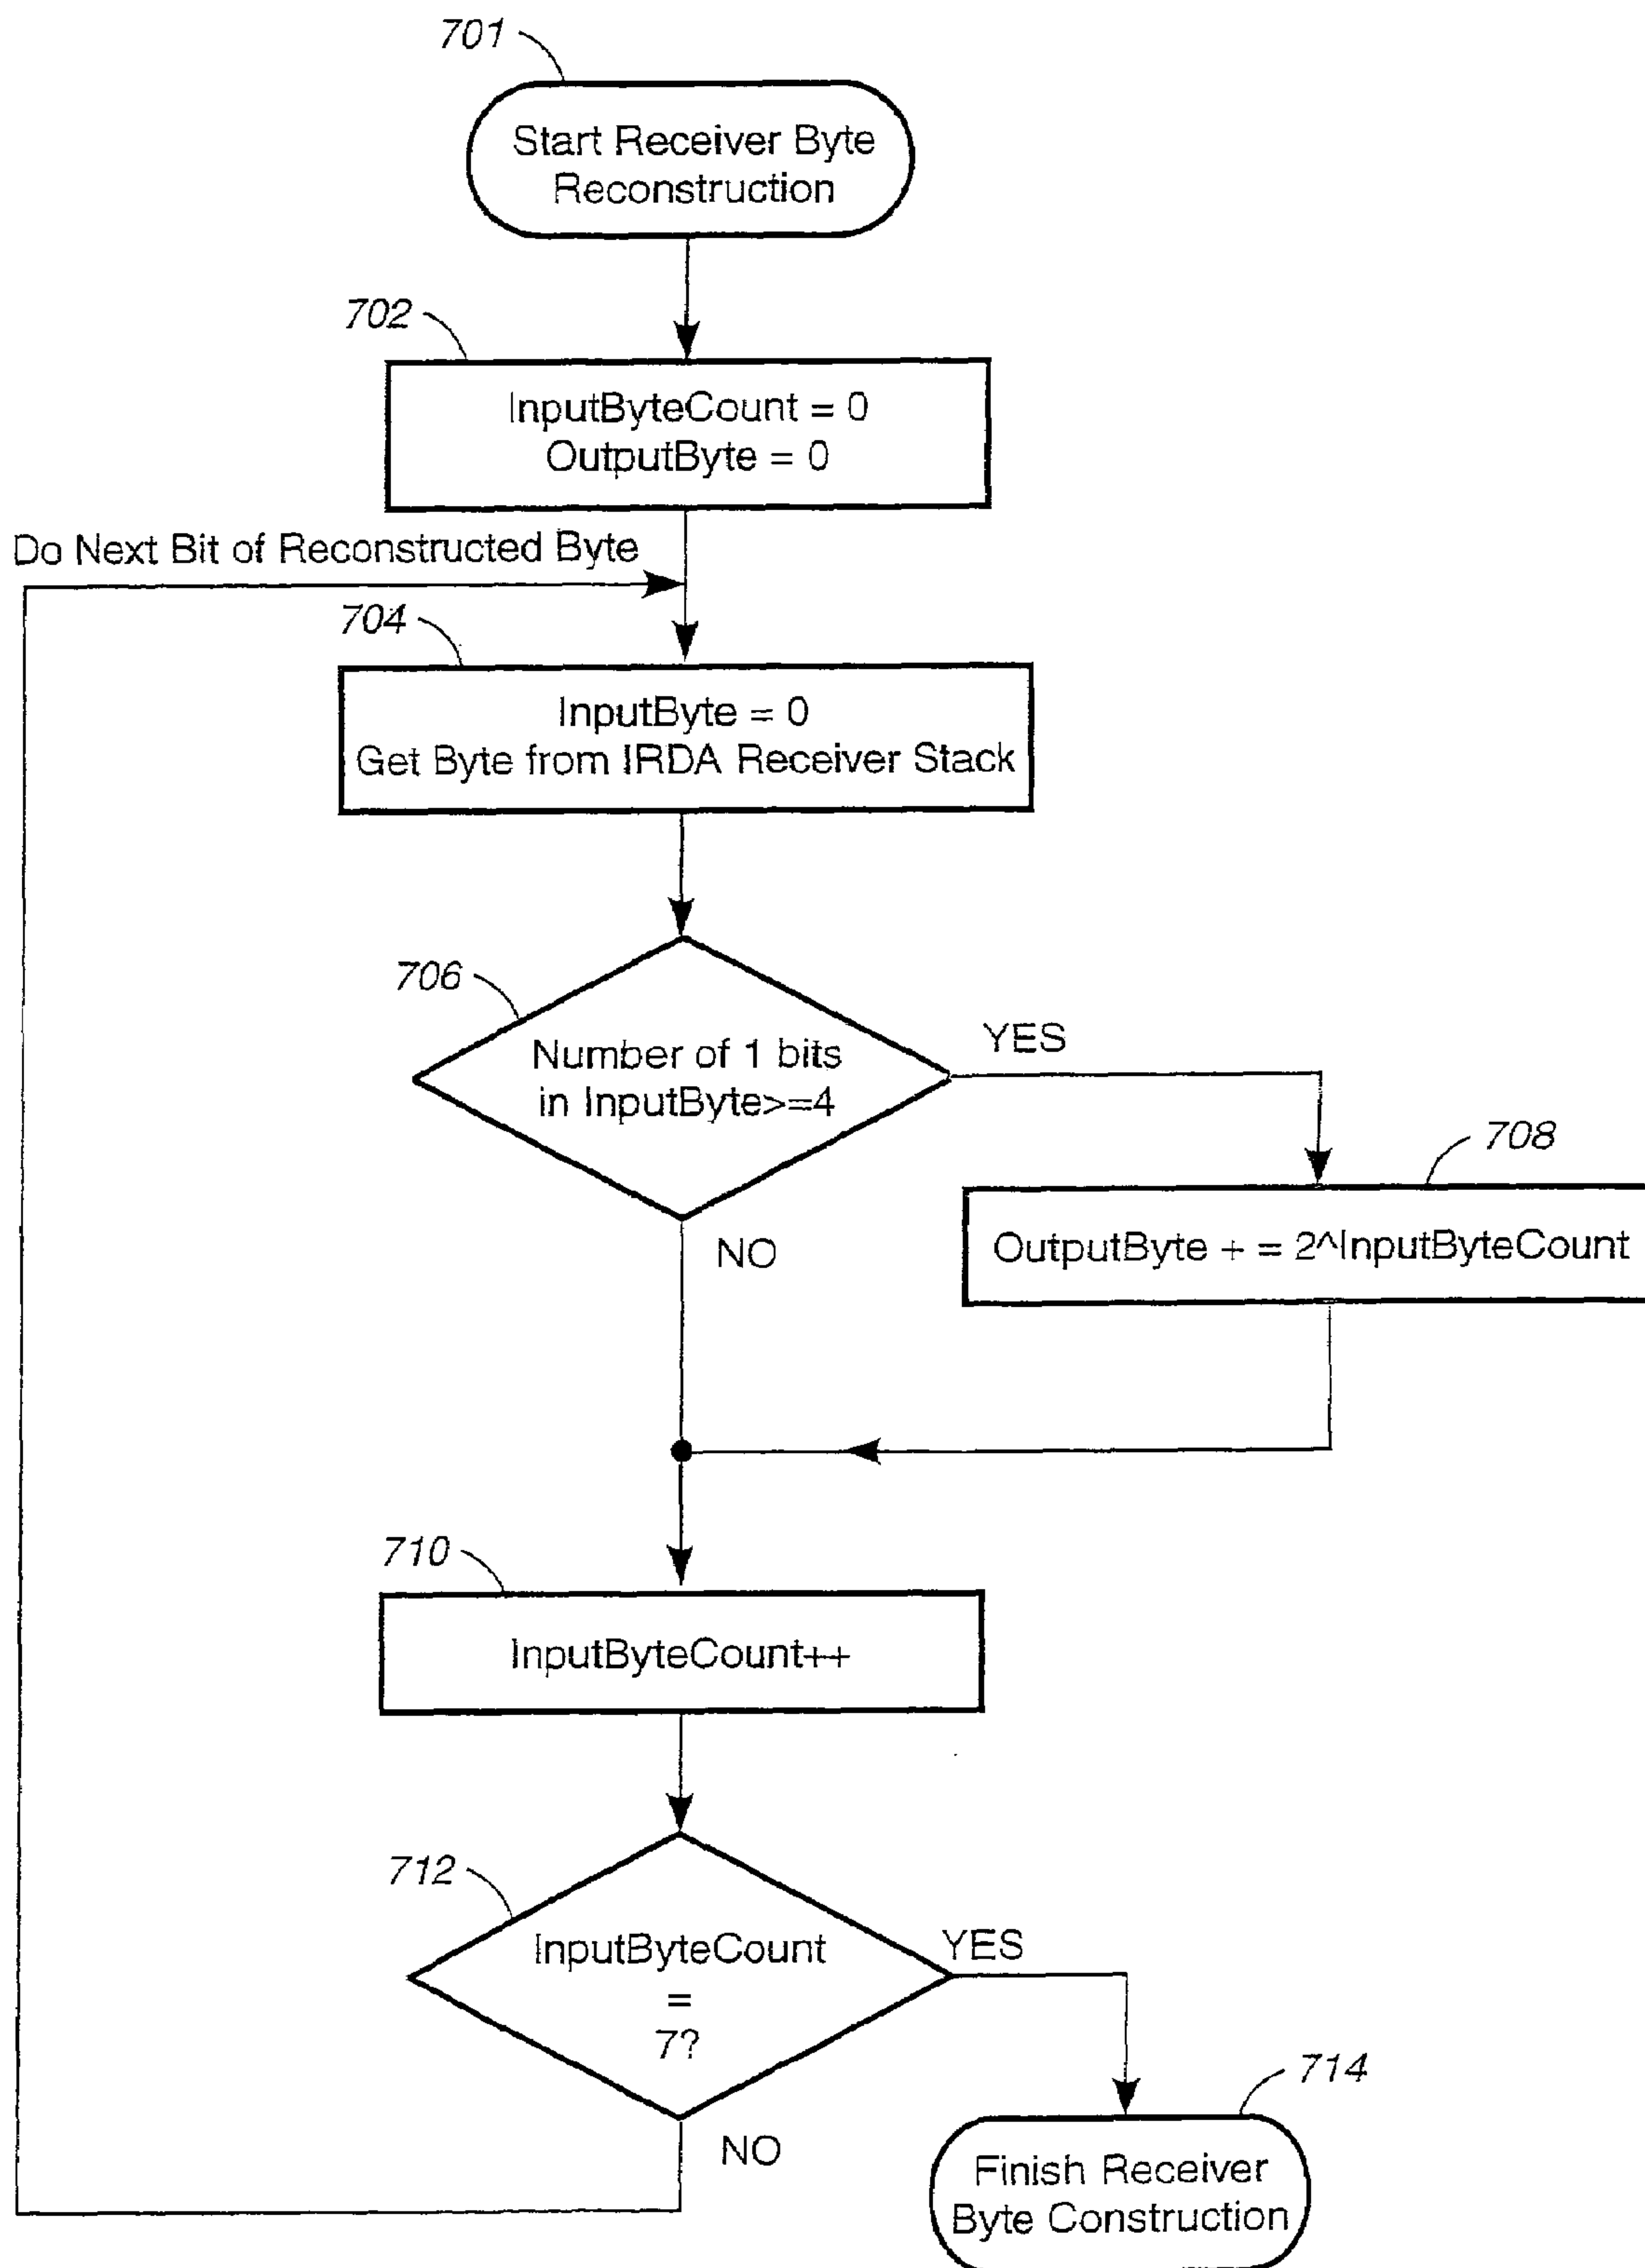 701
Start Receiver Byte
Reconstruction
702
InputByteCount = 0
OutputByte = 0
Do Next Bit of Reconstructed Byte
704
InputByte = 0
Get Byte from IRDA Receiver Stack
706
Number of 1 bits
in InputByte>=4
YES
708
OutputByte + = 2^InputByteCount
NO
710
InputByteCount++
712
InputByteCount
=
7?
YES
714
NO
Finish Receiver
Byte Construction